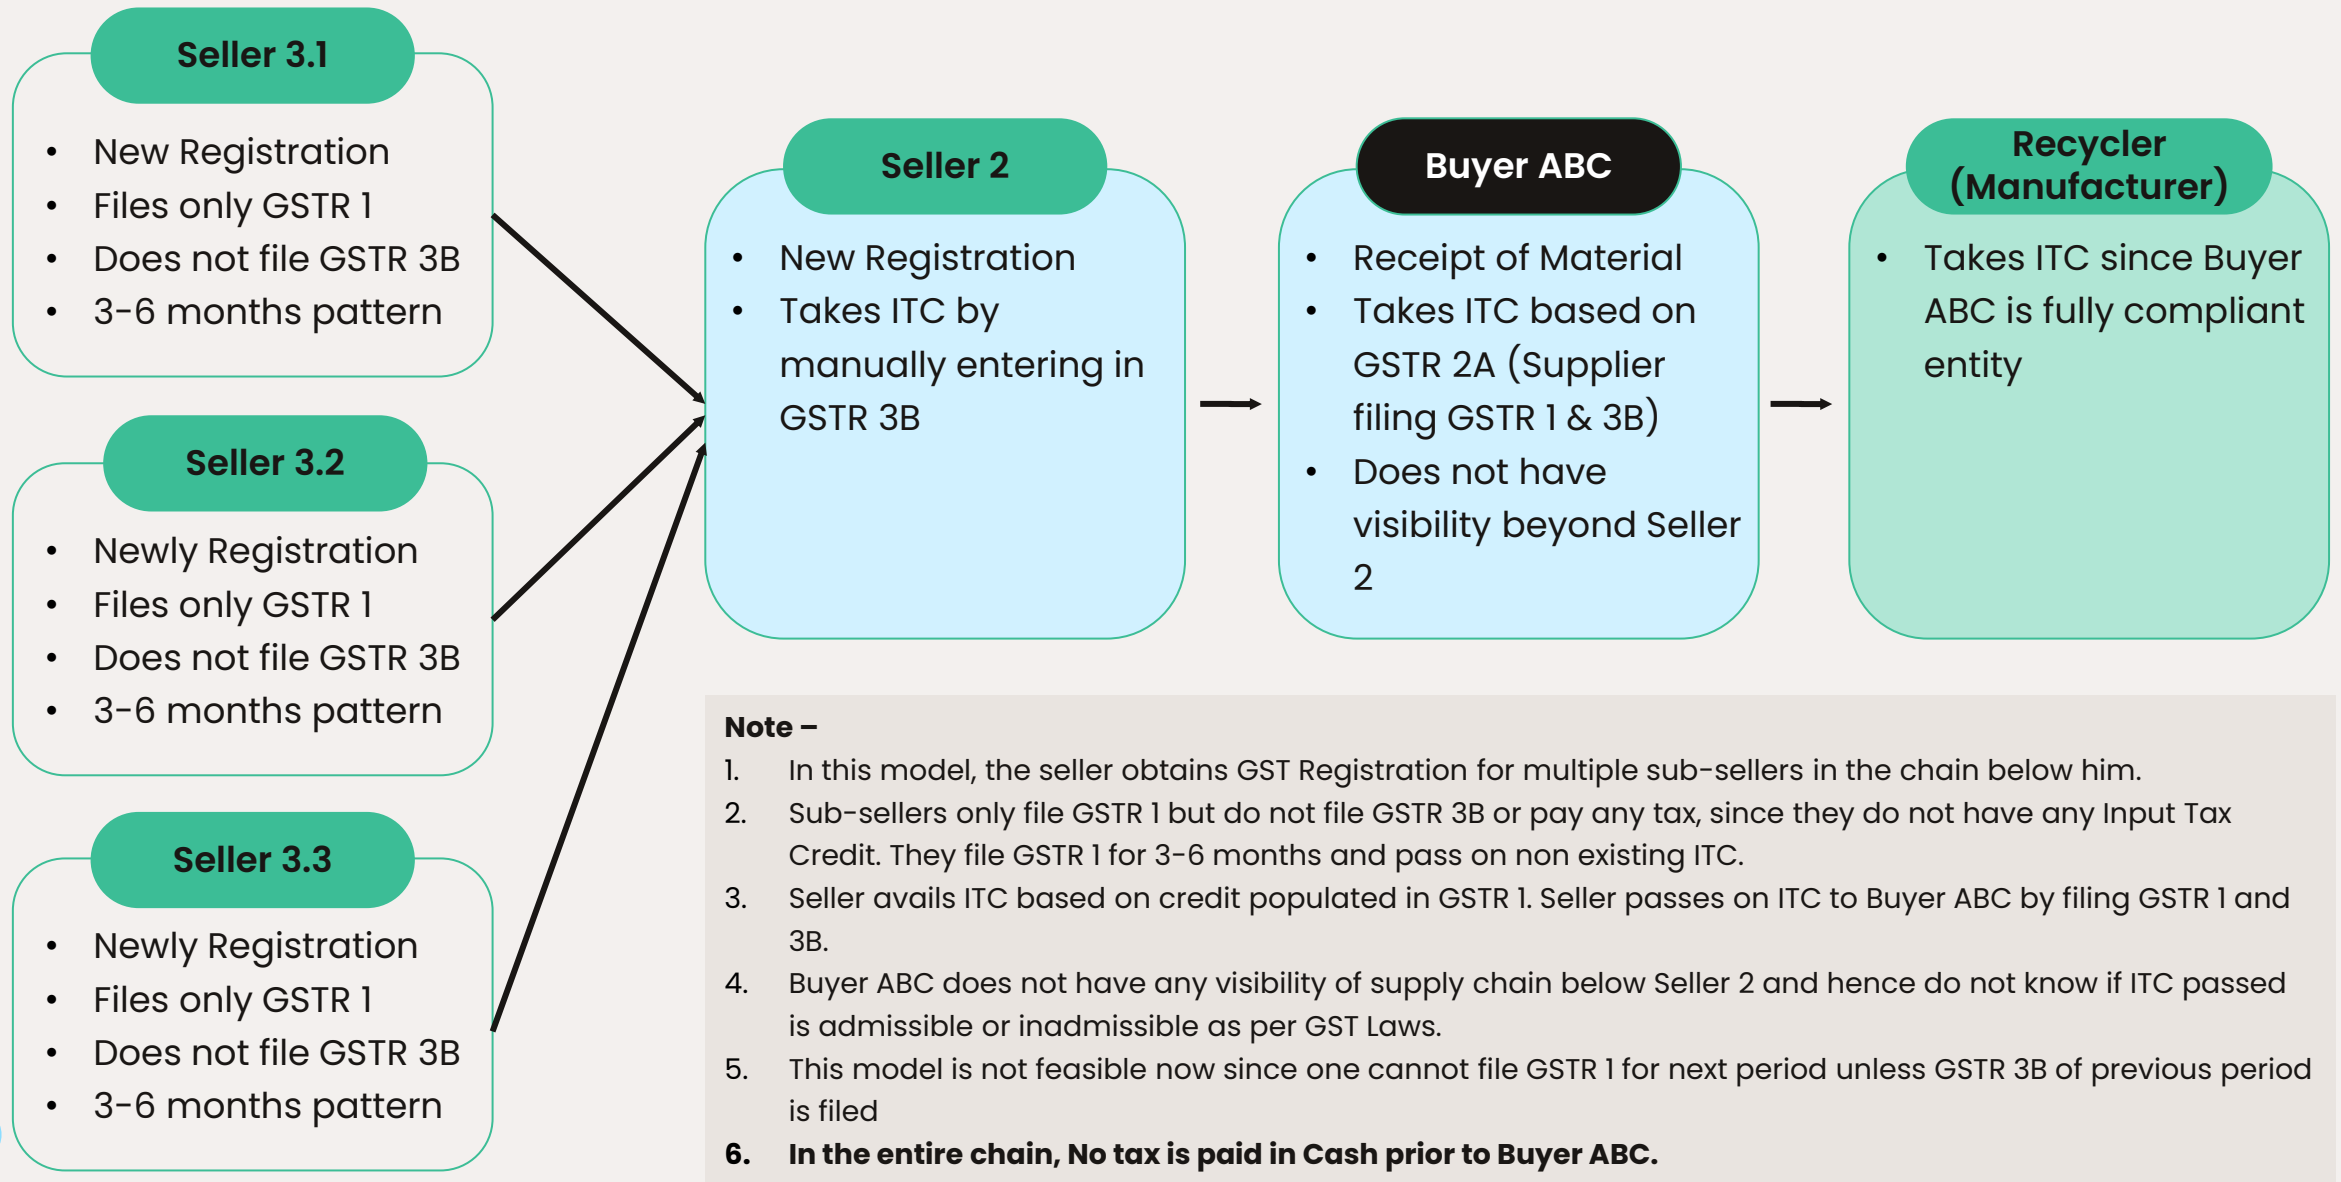 Seller 3.1
• New Registration
• Files only GSTR 1
• Does not file GSTR 3B
• 3-6 months pattern
Seller 3.2
• Newly Registration
• Files only GSTR 1
• Does not file GSTR 3B
• 3-6 months pattern
Seller 3.3
• Newly Registration
• Files only GSTR 1
• Does not file GSTR 3B
• 3-6 months pattern
Seller 2
• New Registration
• Takes ITC by
manually entering in
GSTR 3B
Buyer ABC
• Receipt of Material
• Takes ITC based on
GSTR 2A (Supplier
filing GSTR 1 & 3B)
• Does not have
visibility beyond Seller
2
Recycler
(Manufacturer)
• Takes ITC since Buyer
ABC is fully compliant
entity
Note –
1. In this model, the seller obtains GST Registration for multiple sub-sellers in the chain below him.
2. Sub-sellers only file GSTR 1 but do not file GSTR 3B or pay any tax, since they do not have any Input Tax
Credit. They file GSTR 1 for 3-6 months and pass on non existing ITC.
3. Seller avails ITC based on credit populated in GSTR 1. Seller passes on ITC to Buyer ABC by filing GSTR 1 and
3B.
4. Buyer ABC does not have any visibility of supply chain below Seller 2 and hence do not know if ITC passed
is admissible or inadmissible as per GST Laws.
5. This model is not feasible now since one cannot file GSTR 1 for next period unless GSTR 3B of previous period
is filed
6. In the entire chain, No tax is paid in Cash prior to Buyer ABC.